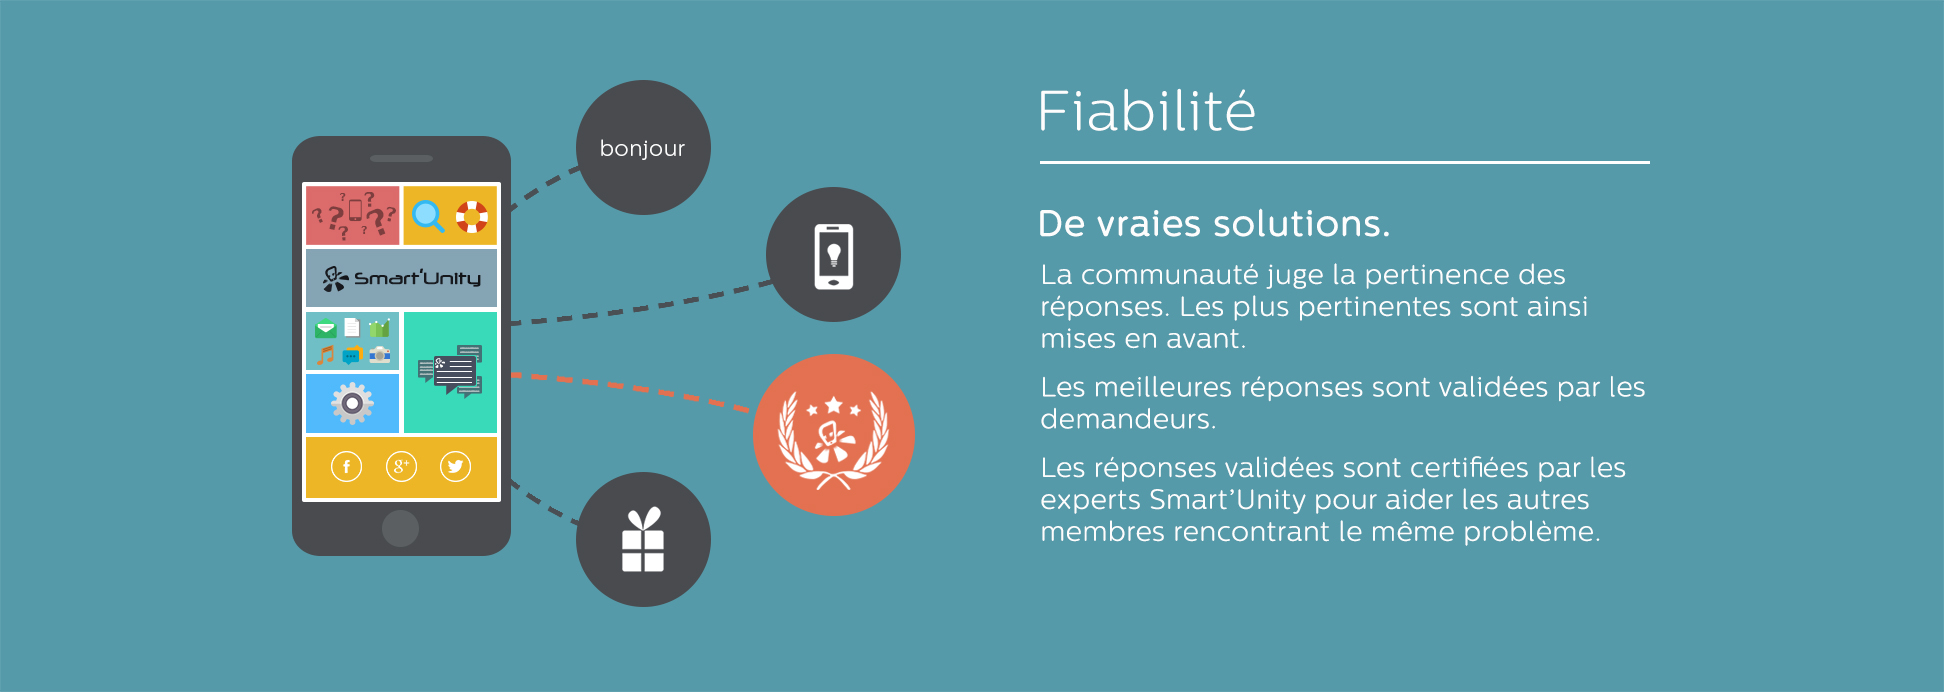 bonjour
? ? ? ? ? ? ?
Smart'Unity
f g+
Fiabilité
De vraies solutions.
La communauté juge la pertinence des
réponses. Les plus pertinentes sont ainsi
mises en avant.
Les meilleures réponses sont validées par les
demandeurs.
Les réponses validées sont certifiées par les
experts Smart’Unity pour aider les autres
membres rencontrant le même problème.